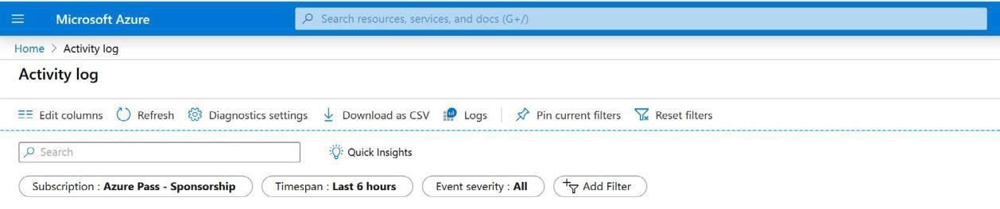 Microsoft Azure Search resources, services, and docs (G+/)
Home > Activity log
Activity log
Edit columns Refresh Diagnostics settings Download as CSV Logs Pin current filters Reset filters
Search Quick Insights
Subscription : Azure Pass - Sponsorship Timespan : Last 6 hours Event severity : All Add Filter